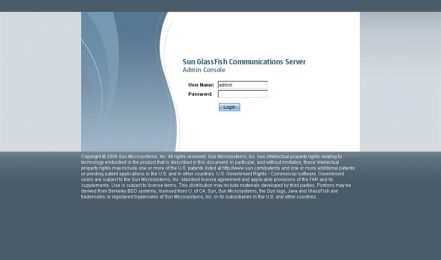 Sun GlassFish Communications Server
Admin Console
User Name: admin
Password:
Login
Copyright © 2008 Sun Microsystems, Inc. All rights reserved. Sun Microsystems, Inc. has intellectual property rights relating to
technology embodied in the product that is described in this document. In particular, and without limitation, these intellectual
property rights may include one or more of the U.S. patents listed at http://www.sun.com/patents and one or more additional patents
or pending patent applications in the U.S. and in other countries. U.S. Government Rights - Commercial software. Government
users are subject to the Sun Microsystems, Inc. standard license agreement and applicable provisions of the FAR and its
supplements. Use is subject to license terms. This distribution may include materials developed by third parties. Portions may be
derived from Berkeley BSD systems, licensed from U. of CA. Sun, Sun Microsystems, the Sun logo, Java and GlassFish are
trademarks or registered trademarks of Sun Microsystems, Inc. or its subsidiaries in the U.S. and other countries.